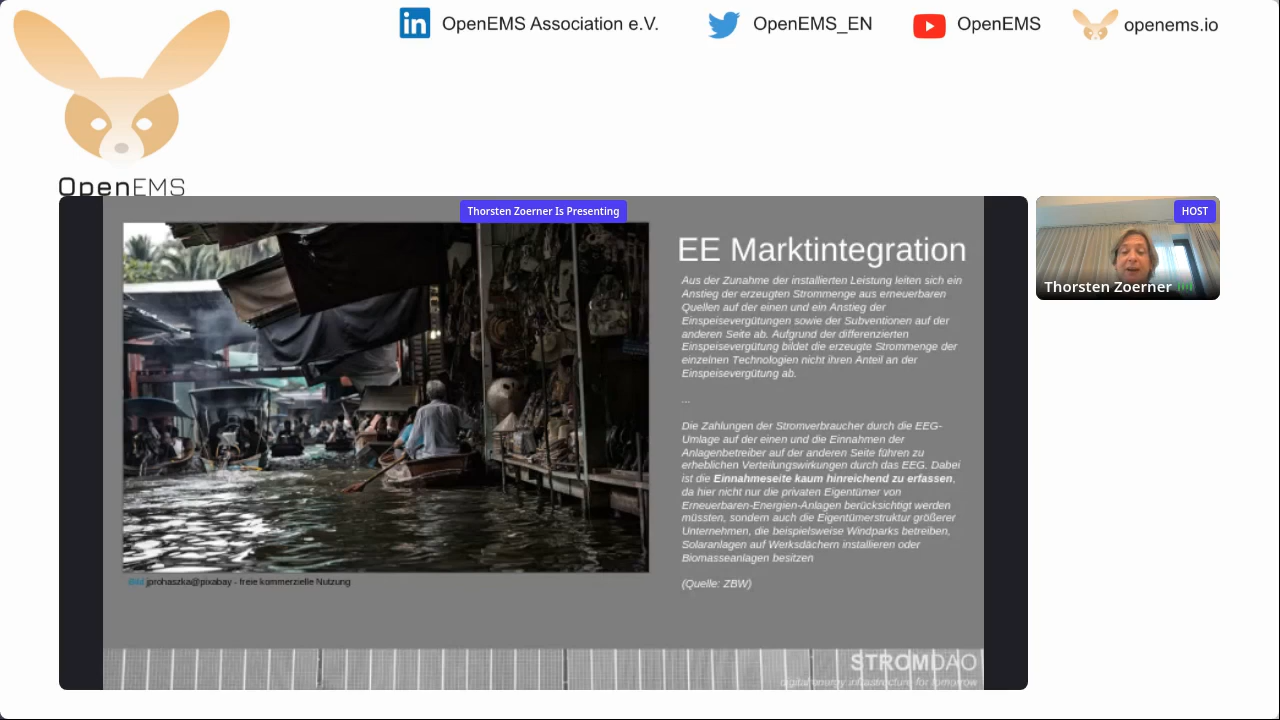 OpenEMS Association e.V.
OpenEMS_EN
OpenEMS
openems.io
OpenEMS
Thorsten Zoerner Is Presenting
HOST
Thorsten Zoerner
EE Marktintegration
Aus der Zunahme der installierten Leistung leiten sich ein
Anstieg der erzeugten Strommenge aus erneuerbaren
Quellen auf der einen und ein Anstieg der
Einspeisevergütungen sowie der Subventionen auf der
anderen Seite ab. Aufgrund der differenzierten
Einspeisevergütung bildet die erzeugte Strommenge der
einzelnen Technologien nicht ihren Anteil an der
Einspeisevergütung ab.
...
Die Zahlungen der Stromverbraucher durch die EEG-
Umlage auf der einen und die Einnahmen der
Anlagenbetreiber auf der anderen Seite führen zu
erheblichen Verteilungswirkungen durch das EEG. Dabei
ist die Einnahmeseite kaum hinreichend zu erfassen,
da hier nicht nur die privaten Eigentümer von
Erneuerbaren-Energien-Anlagen berücksichtigt werden
müssten, sondern auch die Eigentümerstruktur größerer
Unternehmen, die beispielsweise Windparks betreiben,
Solaranlagen auf Werksdächern installieren oder
Biomasseanlagen besitzen
(Quelle: ZBW)
Bild jprohaszka@pixabay - freie kommerzielle Nutzung
STROMDAO
digital energy infrastructure for tomorrow